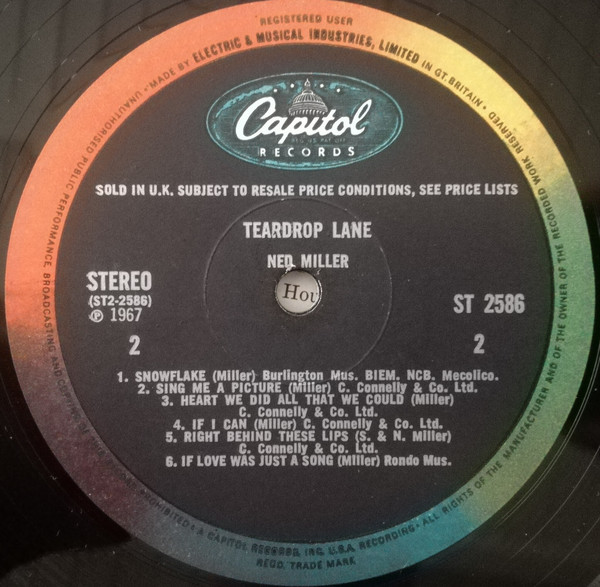 REGISTERED USER
· MADE BY ELECTRIC & MUSICAL INDUSTRIES, LIMITED IN GT. BRITAIN ·
Capitol
RECORDS
SOLD IN U.K. SUBJECT TO RESALE PRICE CONDITIONS, SEE PRICE LISTS
TEARDROP LANE
NED MILLER
Hou
STEREO
(ST2-2586)
Ⓟ 1967
ST 2586
2
2
1. SNOWFLAKE (Miller) Burlington Mus. BIEM. NCB. Mecolico.
2. SING ME A PICTURE (Miller) C. Connelly & Co. Ltd.
3. HEART WE DID ALL THAT WE COULD (Miller)
C. Connelly & Co. Ltd.
4. IF I CAN (Miller) C. Connelly & Co. Ltd.
5. RIGHT BEHIND THESE LIPS (S. & N. Miller)
C. Connelly & Co. Ltd.
6. IF LOVE WAS JUST A SONG (Miller) Rondo Mus.
ALL RIGHTS OF THE MANUFACTURER AND OF THE OWNER OF THE RECORDED WORK RESERVED
UNAUTHORISED PUBLIC PERFORMANCE, BROADCASTING AND COPYING PROHIBITED · A CAPITOL RECORDS, INC. U.S.A. RECORDING ·
REGD. TRADE MARK